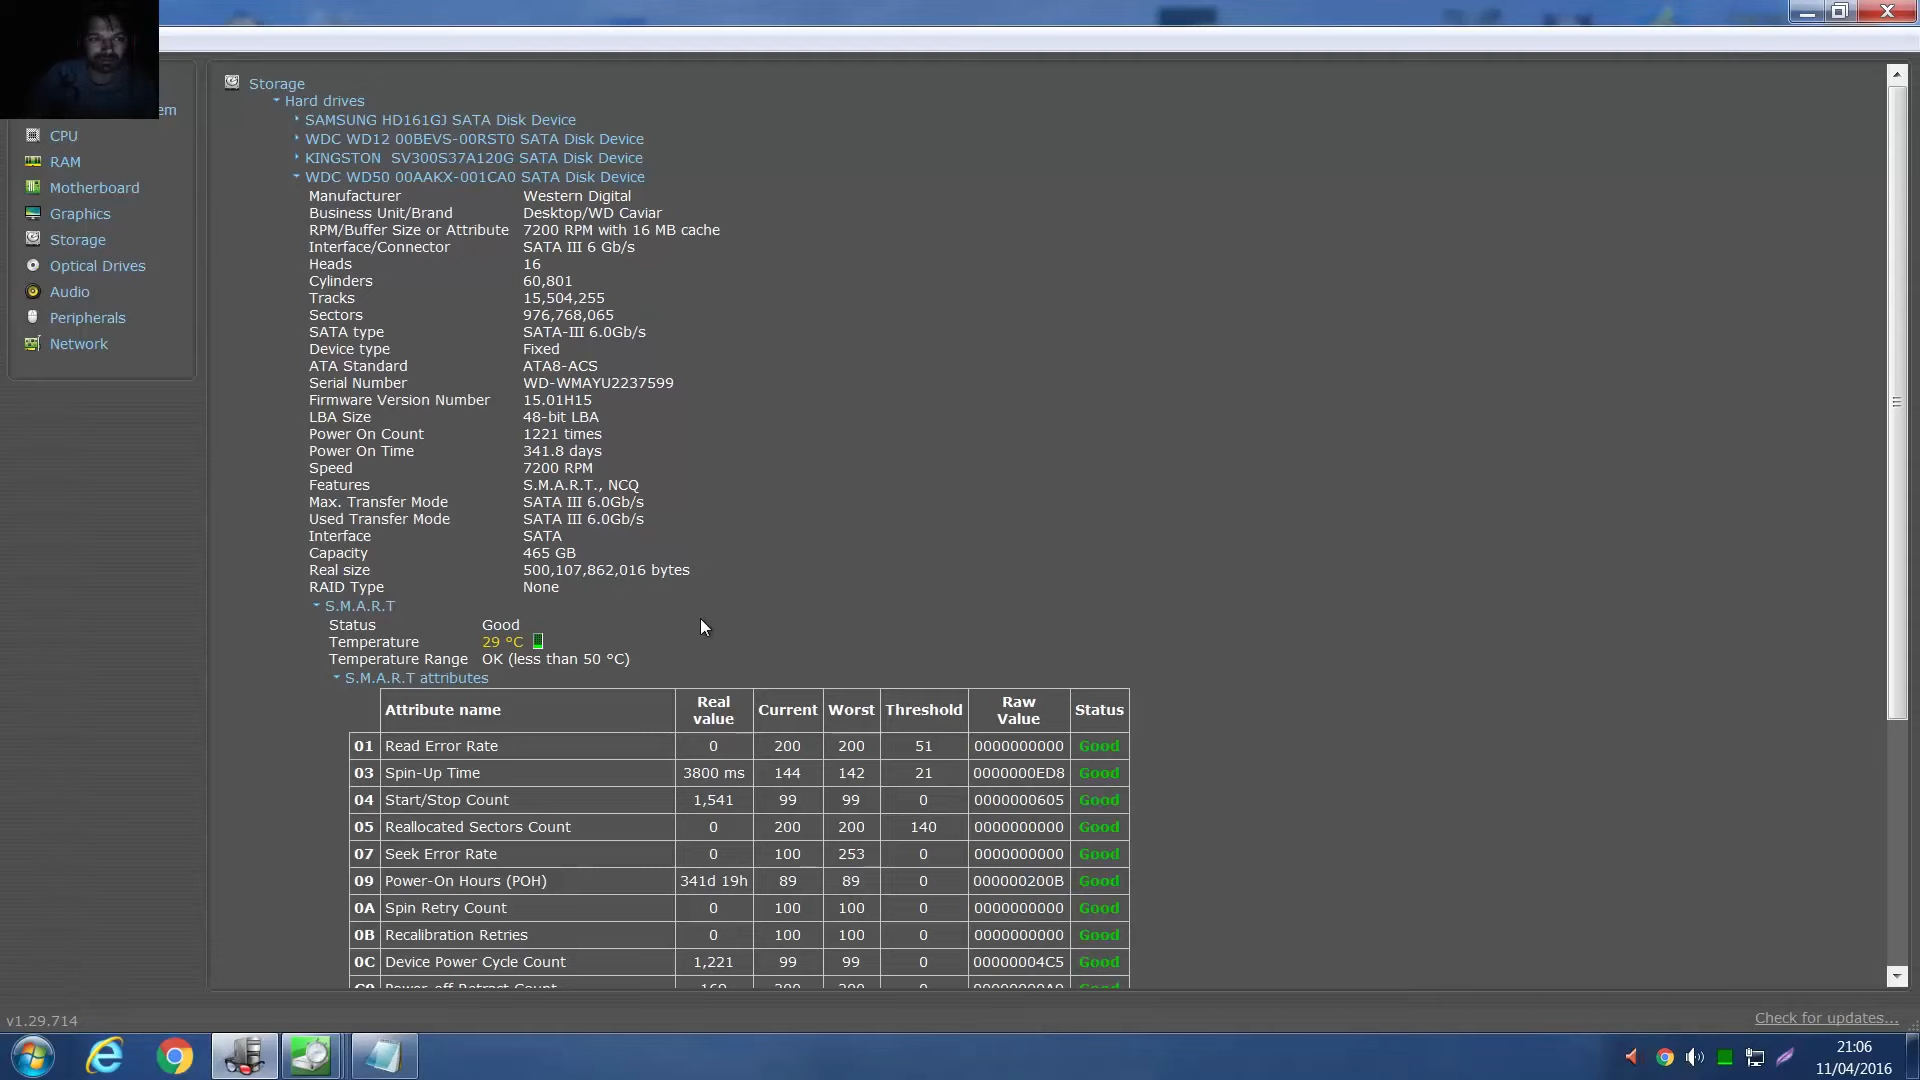 em
CPU
RAM
Motherboard
Graphics
Storage
Optical Drives
Audio
Peripherals
Network
Storage
Hard drives
SAMSUNG HD161GJ SATA Disk Device
WDC WD12 00BEVS-00RST0 SATA Disk Device
KINGSTON SV300S37A120G SATA Disk Device
WDC WD50 00AAKX-001CA0 SATA Disk Device
Manufacturer Western Digital
Business Unit/Brand Desktop/WD Caviar
RPM/Buffer Size or Attribute 7200 RPM with 16 MB cache
Interface/Connector SATA III 6 Gb/s
Heads 16
Cylinders 60,801
Tracks 15,504,255
Sectors 976,768,065
SATA type SATA-III 6.0Gb/s
Device type Fixed
ATA Standard ATA8-ACS
Serial Number WD-WMAYU2237599
Firmware Version Number 15.01H15
LBA Size 48-bit LBA
Power On Count 1221 times
Power On Time 341.8 days
Speed 7200 RPM
Features S.M.A.R.T., NCQ
Max. Transfer Mode SATA III 6.0Gb/s
Used Transfer Mode SATA III 6.0Gb/s
Interface SATA
Capacity 465 GB
Real size 500,107,862,016 bytes
RAID Type None
S.M.A.R.T
Status Good
Temperature 29 °C
Temperature Range OK (less than 50 °C)
S.M.A.R.T attributes
Attribute name Real value Current Worst Threshold Raw Value Status
01 Read Error Rate 0 200 200 51 0000000000 Good
03 Spin-Up Time 3800 ms 144 142 21 0000000ED8 Good
04 Start/Stop Count 1,541 99 99 0 0000000605 Good
05 Reallocated Sectors Count 0 200 200 140 0000000000 Good
07 Seek Error Rate 0 100 253 0 0000000000 Good
09 Power-On Hours (POH) 341d 19h 89 89 0 000000200B Good
0A Spin Retry Count 0 100 100 0 0000000000 Good
0B Recalibration Retries 0 100 100 0 0000000000 Good
0C Device Power Cycle Count 1,221 99 99 0 00000004C5 Good
C0 Power-off Retract Count 169 200 200 0 00000000A9 Good
v1.29.714
Check for updates...
21:06
11/04/2016